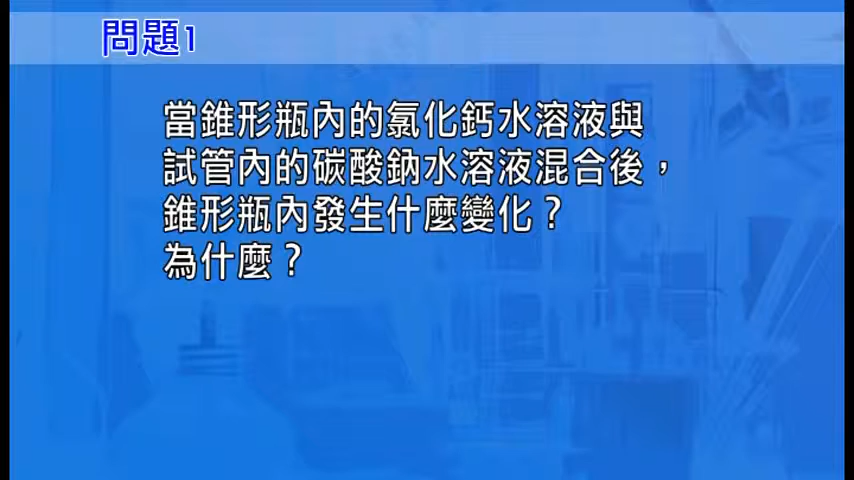 問題1
當錐形瓶內的氯化鈣水溶液與
試管內的碳酸鈉水溶液混合後，
錐形瓶內發生什麼變化？
為什麼？